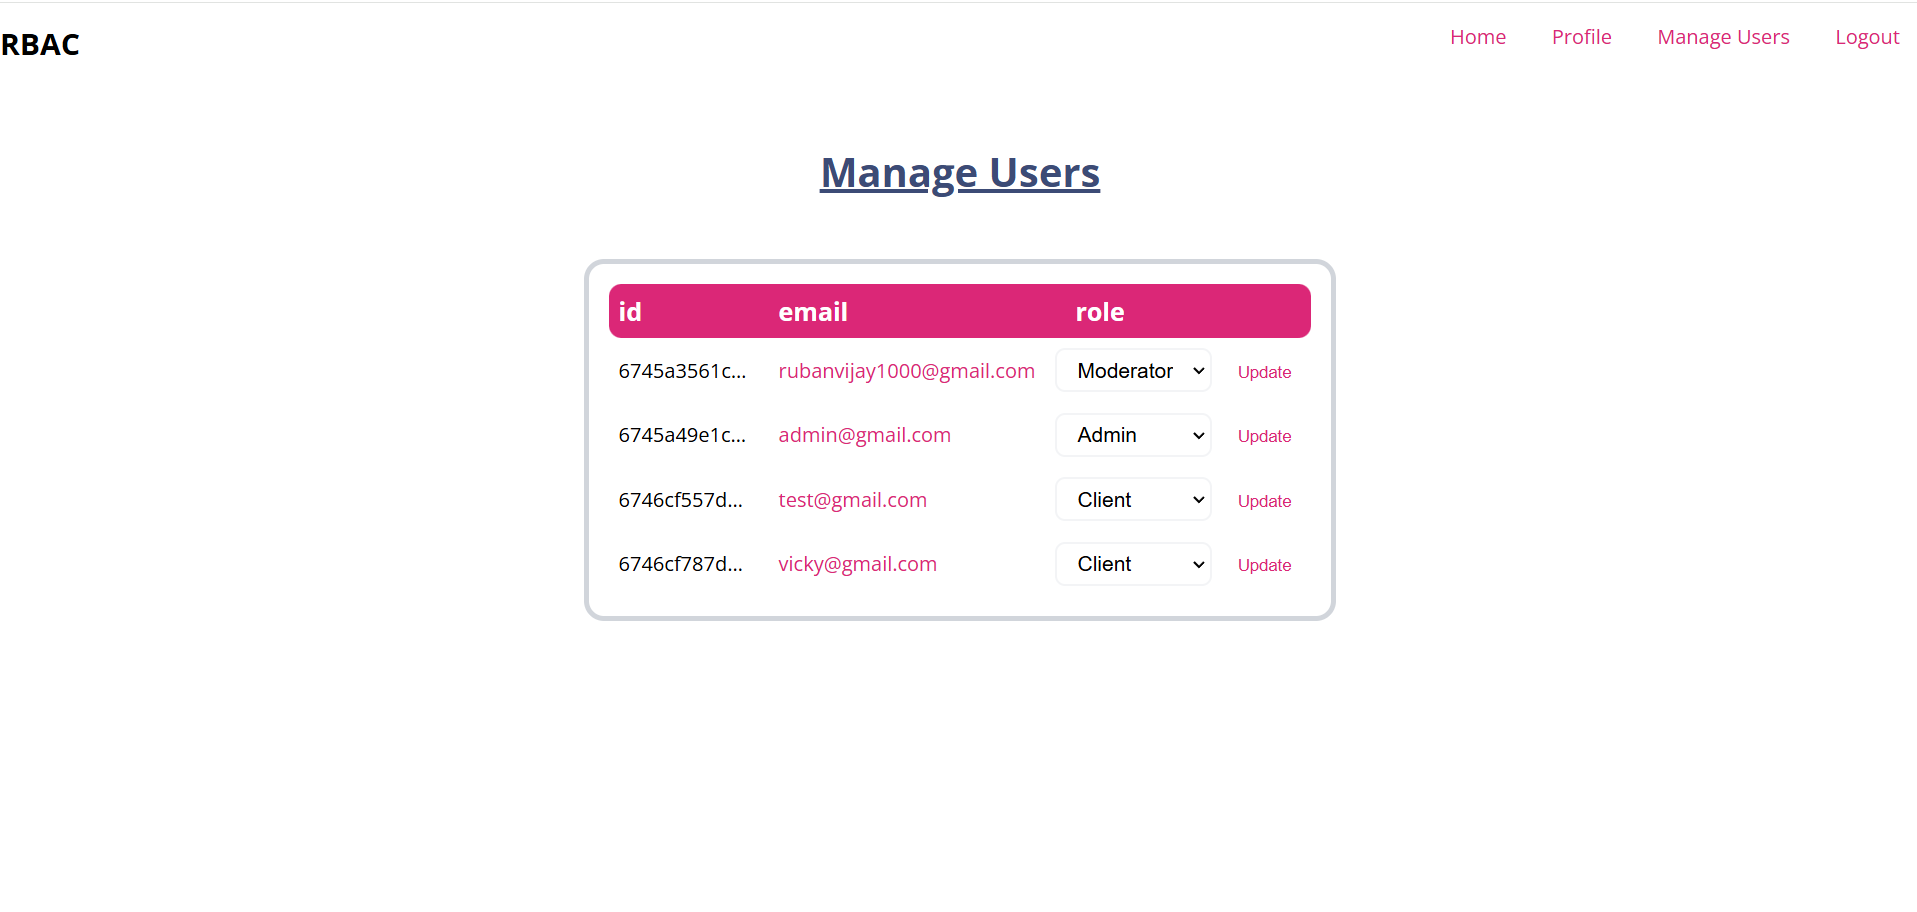 RBAC Home Profile Manage Users Logout
Manage Users
id email role
6745a3561c... rubanvijay1000@gmail.com Moderator Update
6745a49e1c... admin@gmail.com Admin Update
6746cf557d... test@gmail.com Client Update
6746cf787d... vicky@gmail.com Client Update